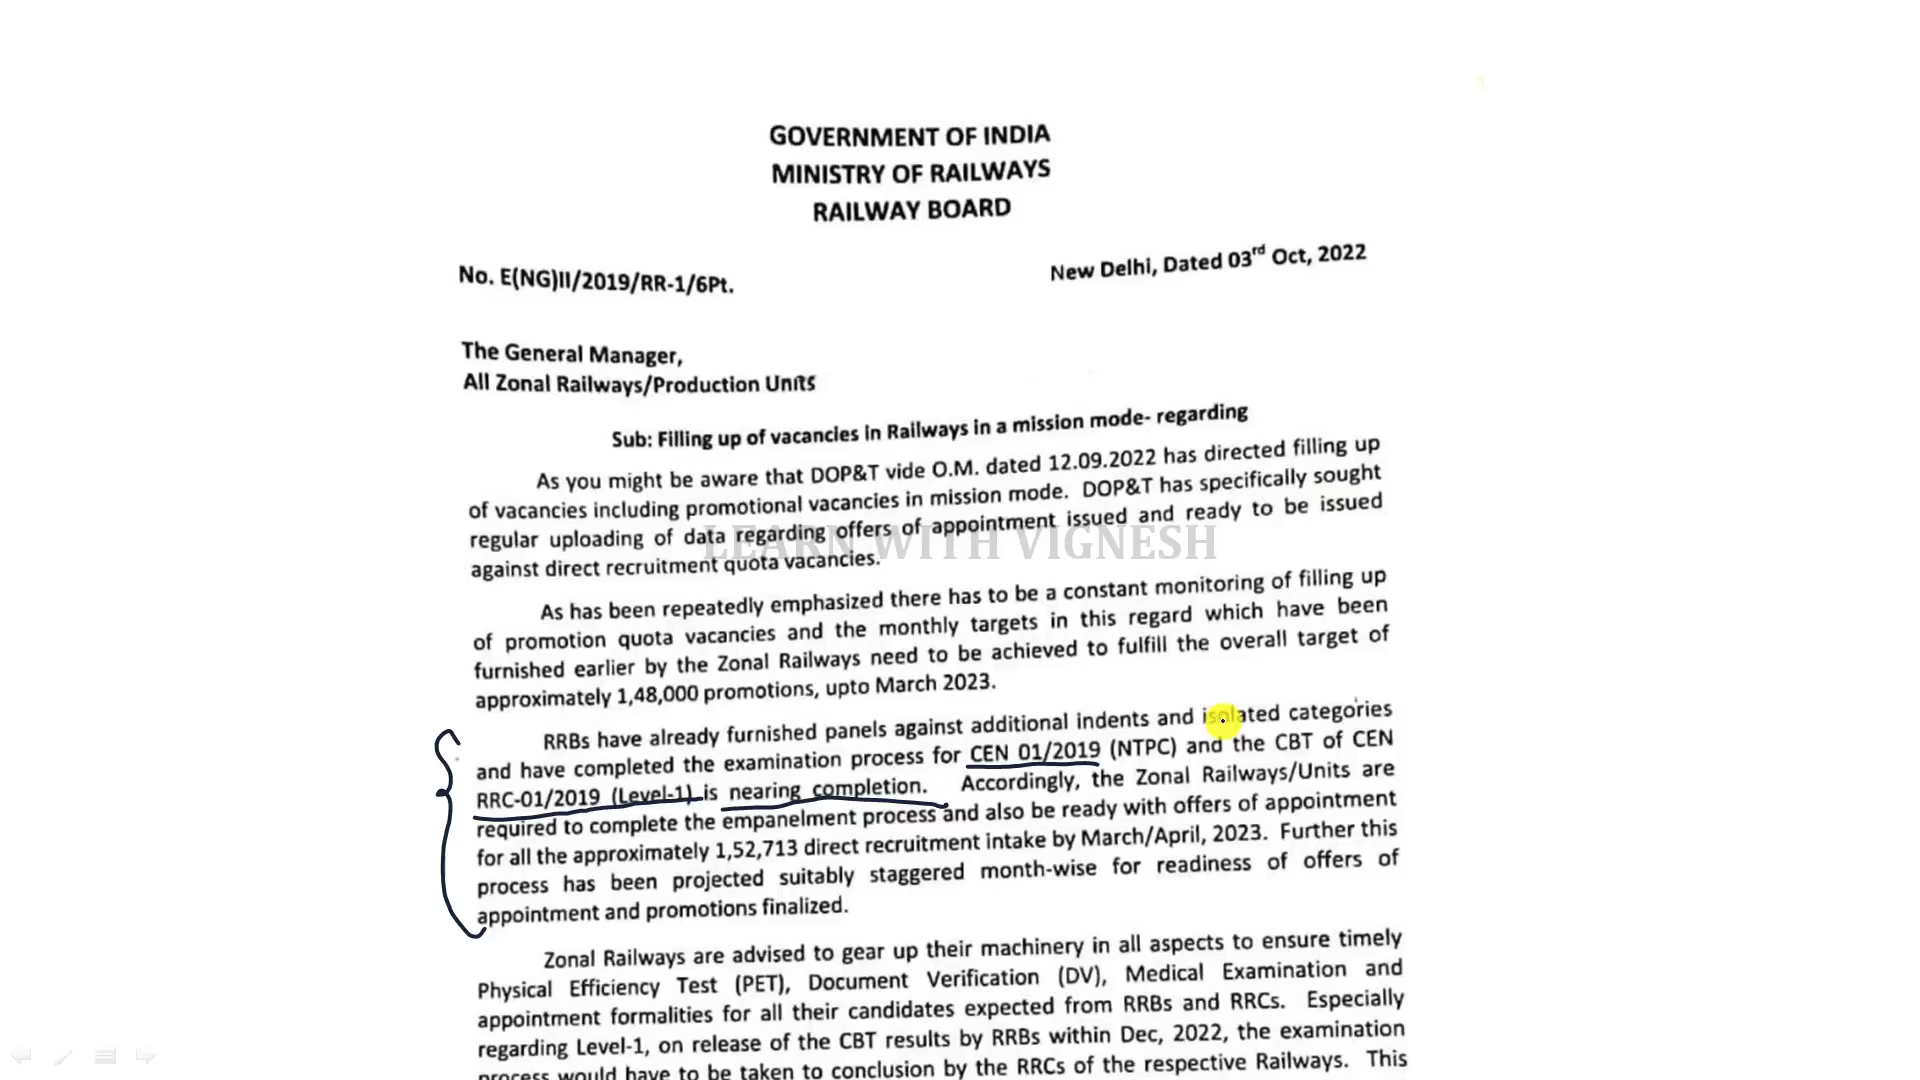 GOVERNMENT OF INDIA
MINISTRY OF RAILWAYS
RAILWAY BOARD
No. E(NG)II/2019/RR-1/6Pt.
New Delhi, Dated 03rd Oct, 2022
The General Manager,
All Zonal Railways/Production Units
Sub: Filling up of vacancies in Railways in a mission mode- regarding
As you might be aware that DOP&T vide O.M. dated 12.09.2022 has directed filling up
of vacancies including promotional vacancies in mission mode. DOP&T has specifically sought
regular uploading of data regarding offers of appointment issued and ready to be issued
against direct recruitment quota vacancies.
LEARN WITH VIGNESH
As has been repeatedly emphasized there has to be a constant monitoring of filling up
of promotion quota vacancies and the monthly targets in this regard which have been
furnished earlier by the Zonal Railways need to be achieved to fulfill the overall target of
approximately 1,48,000 promotions, upto March 2023.
RRBs have already furnished panels against additional indents and isolated categories
and have completed the examination process for CEN 01/2019 (NTPC) and the CBT of CEN
RRC-01/2019 (Level-1) is nearing completion. Accordingly, the Zonal Railways/Units are
required to complete the empanelment process and also be ready with offers of appointment
for all the approximately 1,52,713 direct recruitment intake by March/April, 2023. Further this
process has been projected suitably staggered month-wise for readiness of offers of
appointment and promotions finalized.
Zonal Railways are advised to gear up their machinery in all aspects to ensure timely
Physical Efficiency Test (PET), Document Verification (DV), Medical Examination and
appointment formalities for all their candidates expected from RRBs and RRCs. Especially
regarding Level-1, on release of the CBT results by RRBs within Dec, 2022, the examination
process would have to be taken to conclusion by the RRCs of the respective Railways. This